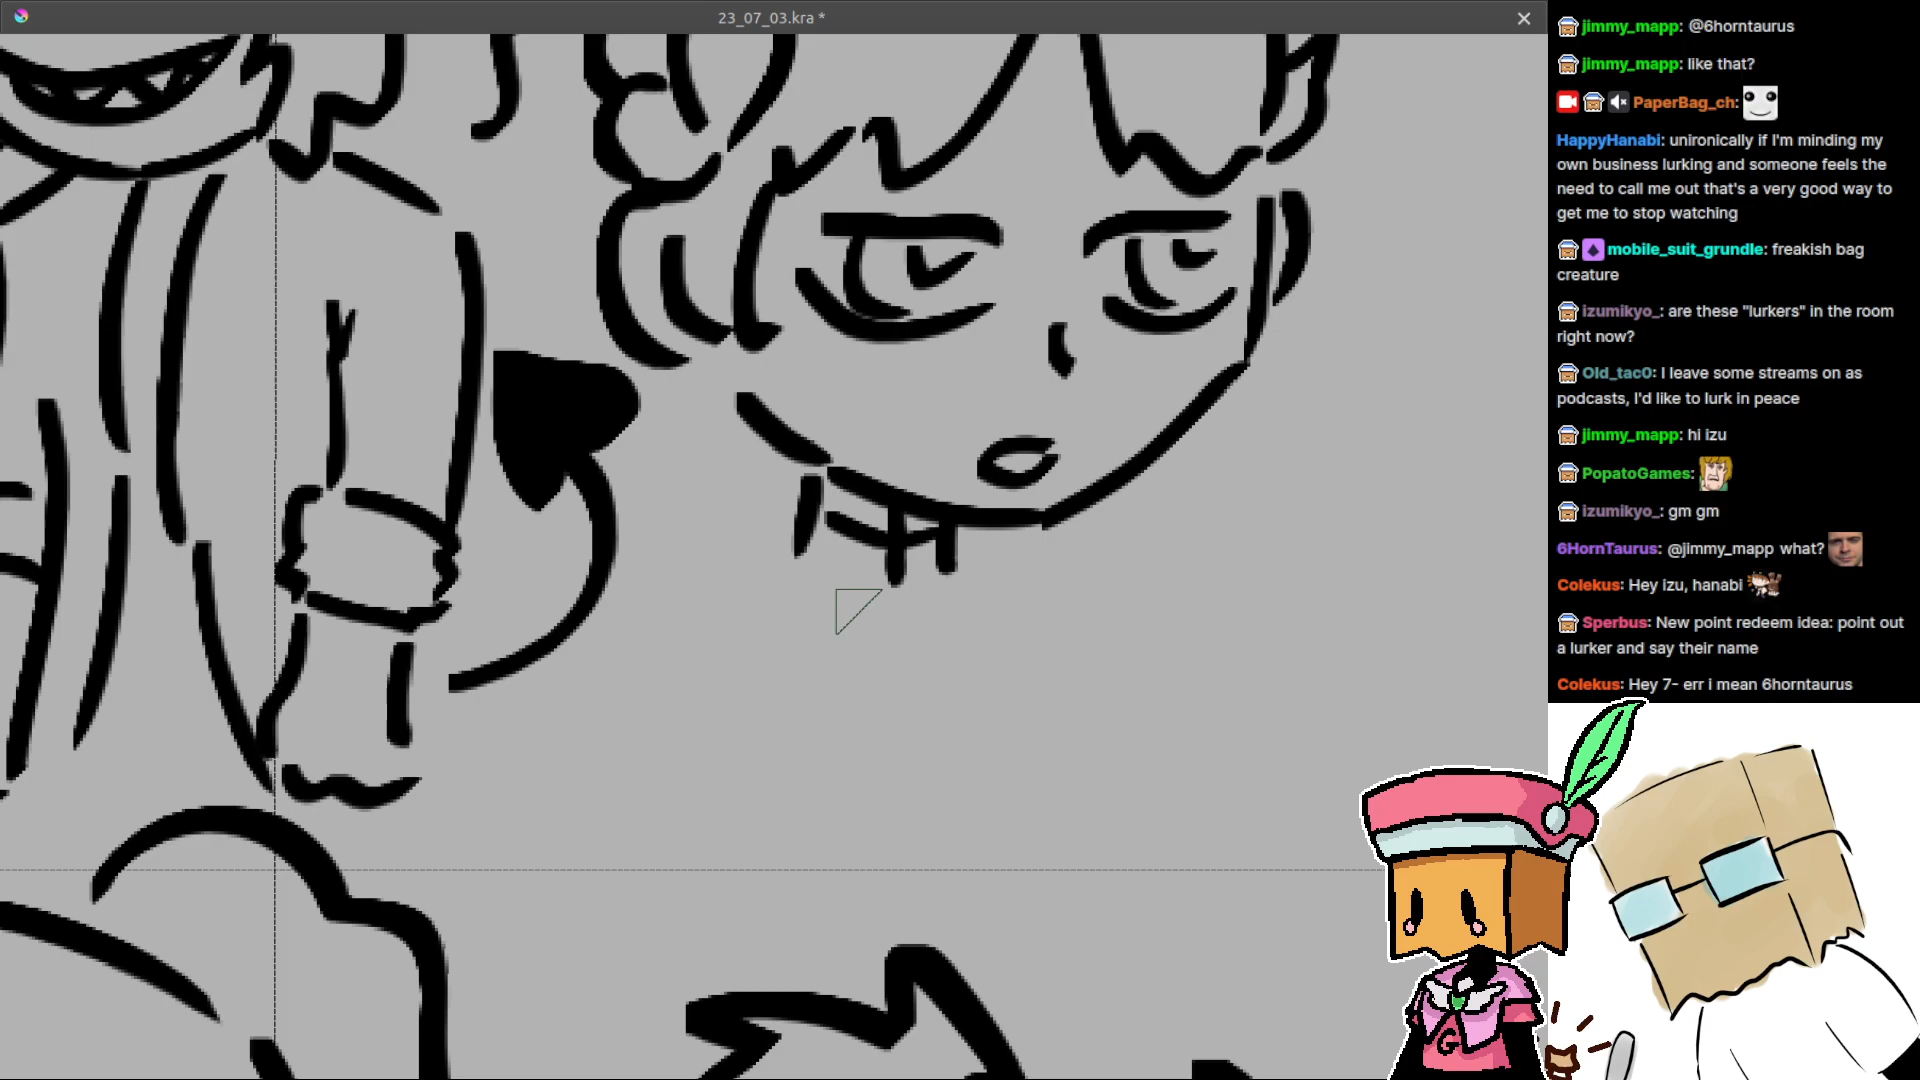 23_07_03.kra *
jimmy_mapp: @6horntaurus
jimmy_mapp: like that?
PaperBag_ch:
HappyHanabi: unironically if I'm minding my
own business lurking and someone feels the
need to call me out that's a very good way to
get me to stop watching
mobile_suit_grundle: freakish bag
creature
izumikyo_: are these "lurkers" in the room
right now?
Old_tac0: I leave some streams on as
podcasts, I'd like to lurk in peace
jimmy_mapp: hi izu
PopatoGames:
izumikyo_: gm gm
6HornTaurus: @jimmy_mapp what?
Colekus: Hey izu, hanabi
Sperbus: New point redeem idea: point out
a lurker and say their name
Colekus: Hey 7- err i mean 6horntaurus
G